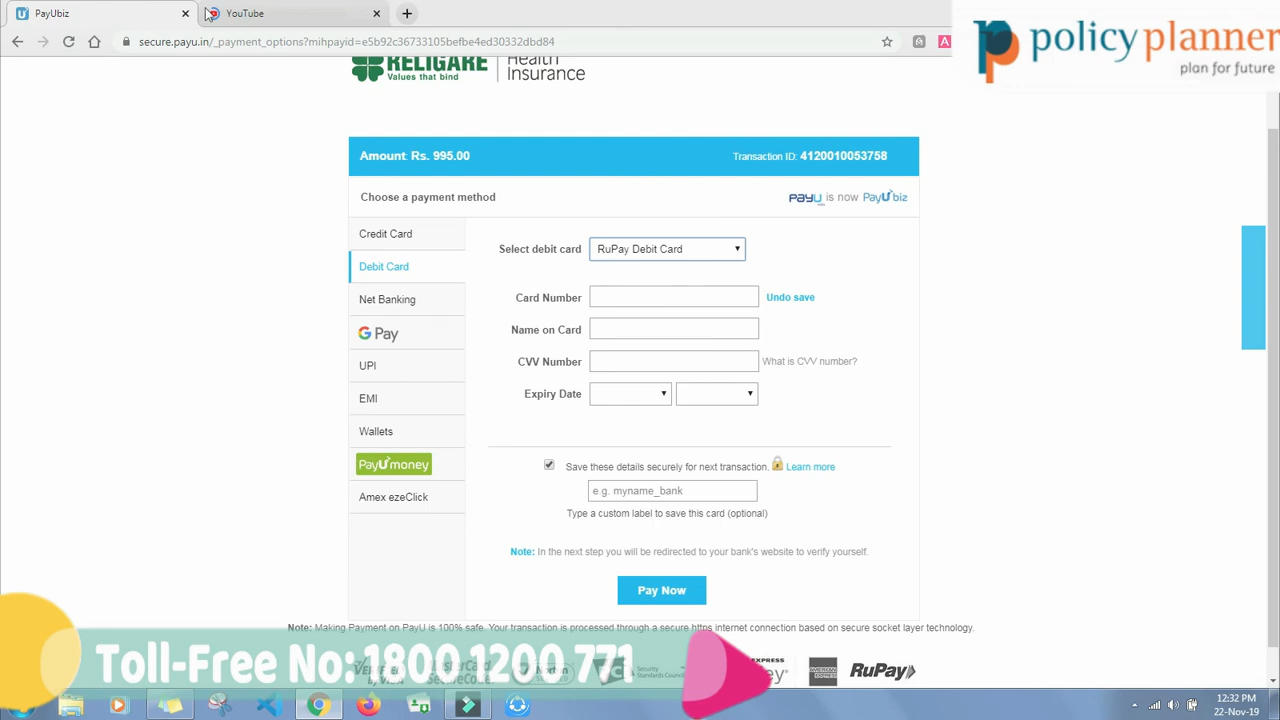 PayUbiz
YouTube
secure.payu.in/_payment_options?mihpayid=e5b92c36733105befbe4ed30332dbd84
policy planner
plan for future
RELIGARE
Values that bind
Health
Insurance
Amount: Rs. 995.00
Transaction ID: 4120010053758
Choose a payment method
PAYU is now PayUbiz
Credit Card
Debit Card
Net Banking
G Pay
UPI
EMI
Wallets
PayUmoney
Amex ezeClick
Select debit card
RuPay Debit Card
Card Number
Undo save
Name on Card
CVV Number
What is CVV number?
Expiry Date
Save these details securely for next transaction.
Learn more
e.g. myname_bank
Type a custom label to save this card (optional)
Note: In the next step you will be redirected to your bank's website to verify yourself.
Pay Now
Note: Making Payment on PayU is 100% safe. Your transaction is processed through a secure https internet connection based on secure socket layer technology.
Toll-Free No: 1800 1200 771
Security
Standards Council
EXPRESS
AMERICAN
EXPRESS
RuPay
12:32 PM
22-Nov-19